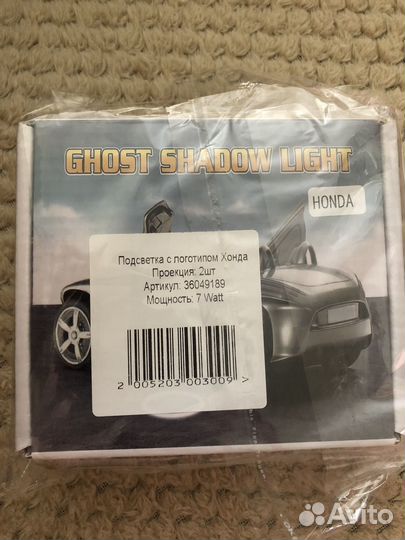 GHOST SHADOW LIGHT
HONDA
Подсветка с логотипом Хонда
Проекция: 2шт
Артикул: 36049189
Мощность: 7 Watt
2 005203 003009 >
Avito